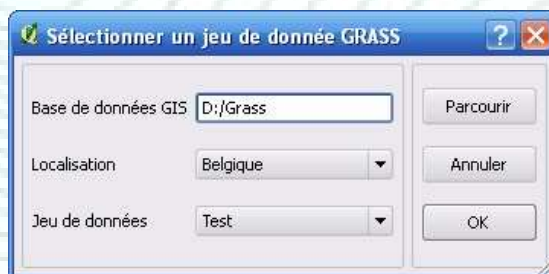 Sélectionner un jeu de donnée GRASS
Base de données GIS D:/Grass Parcourir
Localisation Belgique Annuler
Jeu de données Test OK